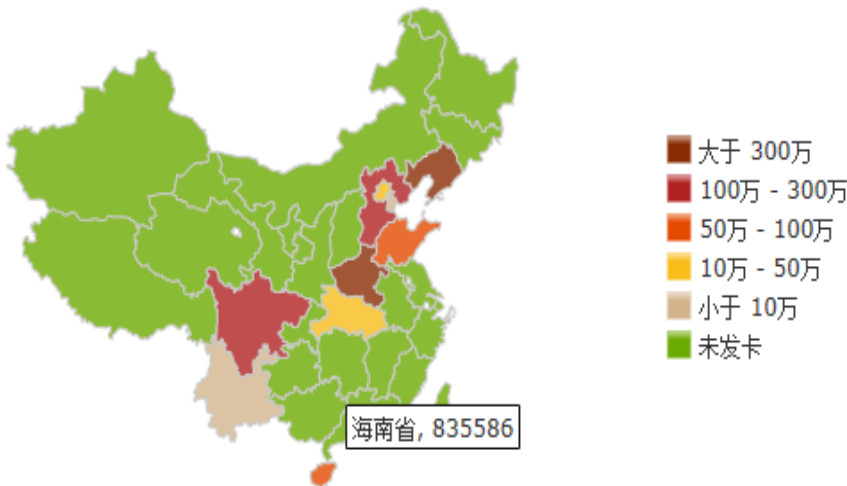 大于 300万
100万 - 300万
50万 - 100万
10万 - 50万
小于 10万
未发卡
海南省, 835586